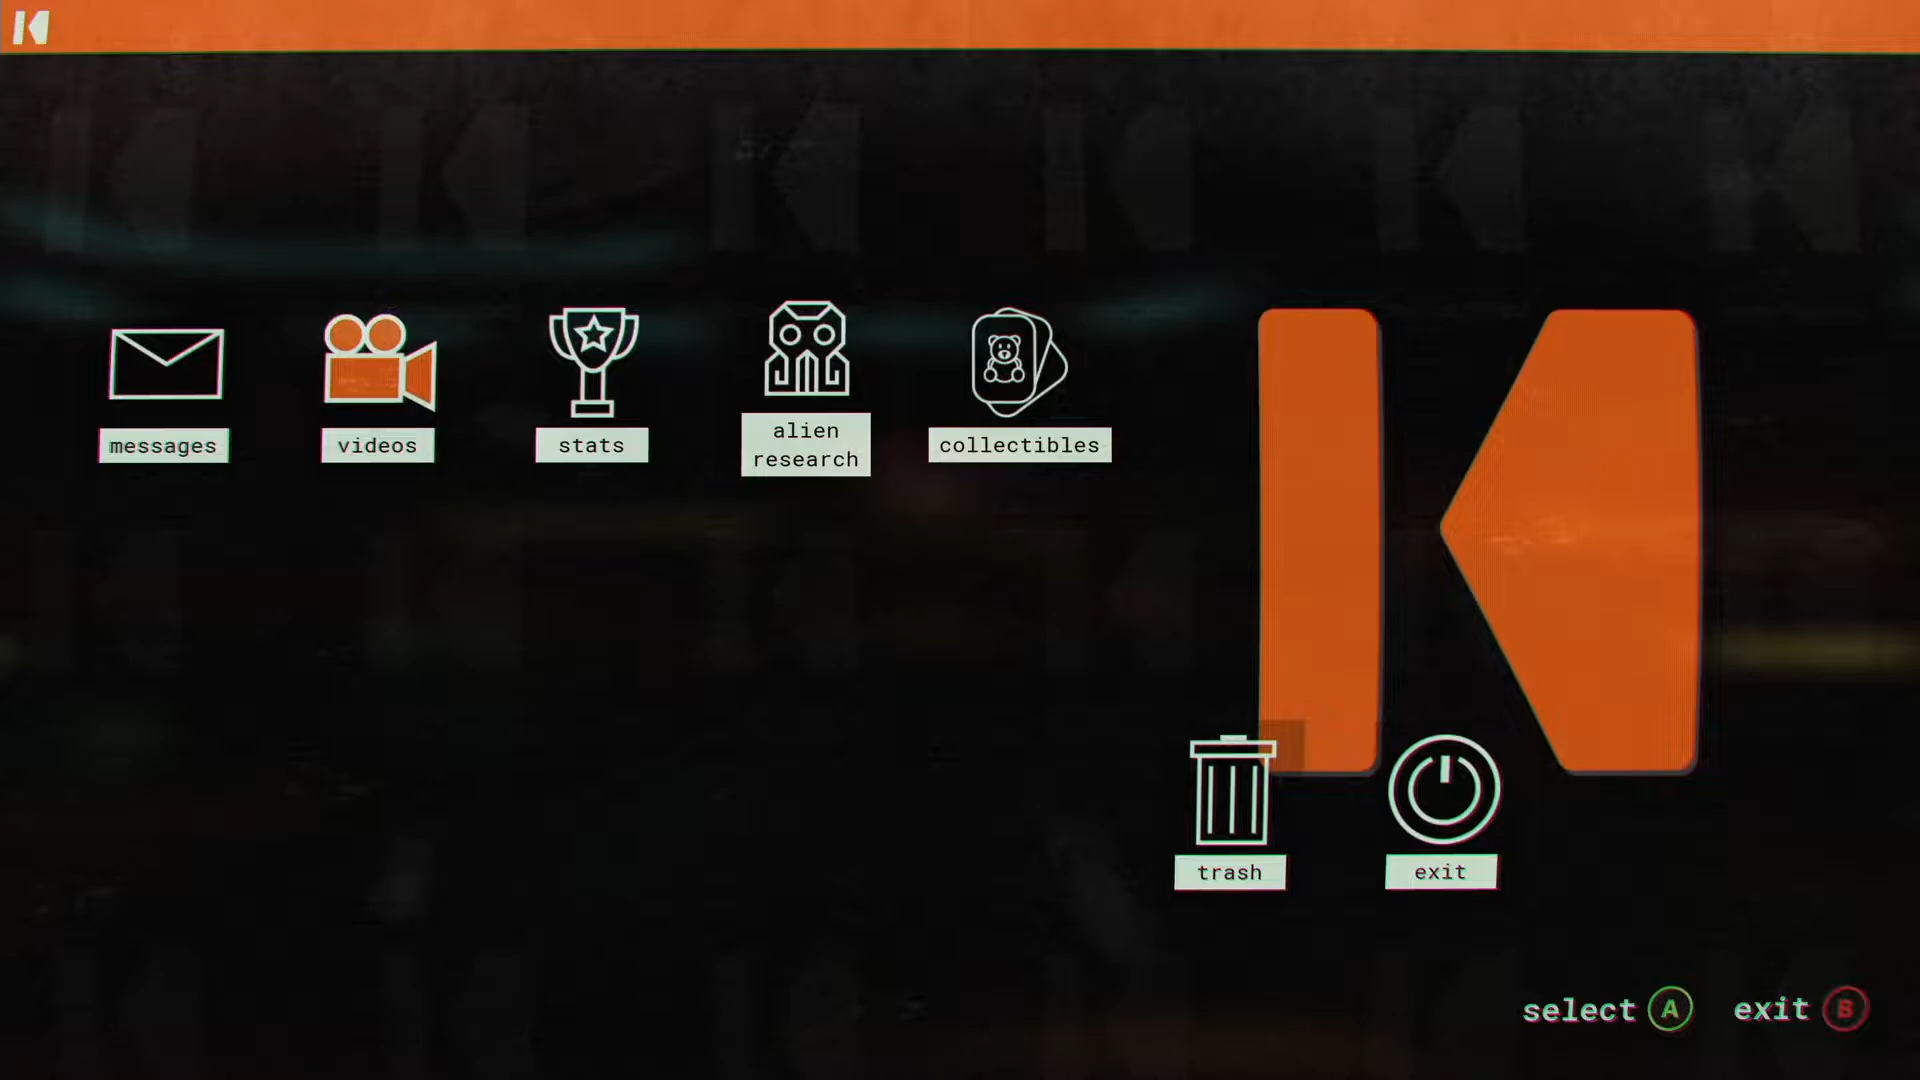 messages
videos
stats
alien
research
collectibles
trash
exit
select A
exit B